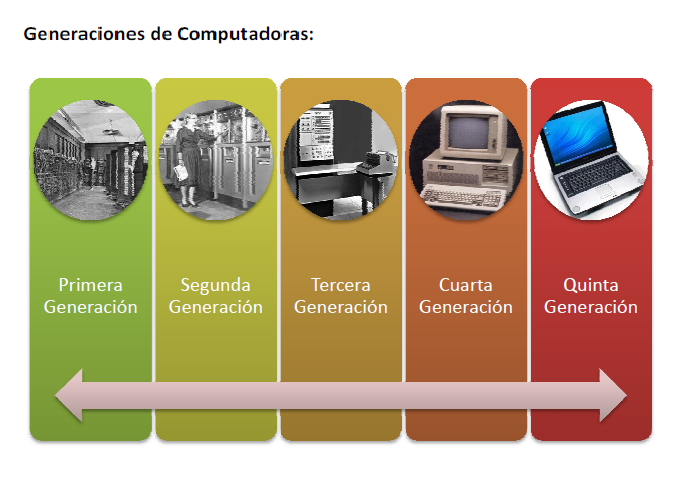 Generaciones de Computadoras:
Primera
Generación
Segunda
Generación
Tercera
Generación
Cuarta
Generación
Quinta
Generación